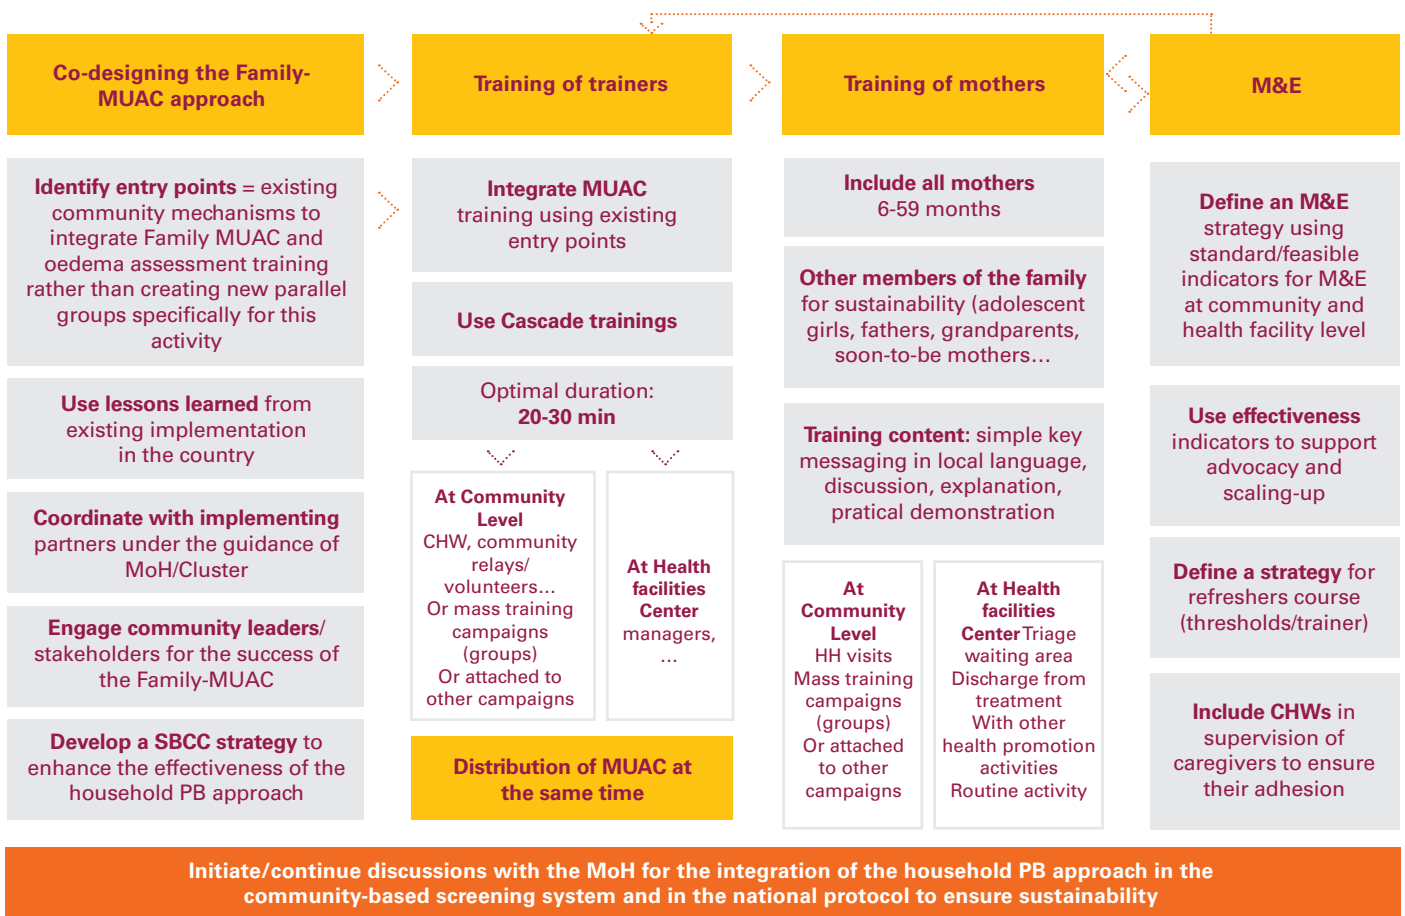 Co-designing the Family-
MUAC approach
Identify entry points = existing
community mechanisms to
integrate Family MUAC and
oedema assessment training
rather than creating new parallel
groups specifically for this
activity
Use lessons learned from
existing implementation
in the country
Coordinate with implementing
partners under the guidance of
MoH/Cluster
Engage community leaders/
stakeholders for the success of
the Family-MUAC
Develop a SBCC strategy to
enhance the effectiveness of the
household PB approach
Training of trainers
Integrate MUAC
training using existing
entry points
Use Cascade trainings
Optimal duration:
20-30 min
At Community
Level
CHW, community
relays/
volunteers…
Or mass training
campaigns
(groups)
Or attached to
other campaigns
At Health
facilities
Center
managers,
…
Distribution of MUAC at
the same time
Training of mothers
Include all mothers
6-59 months
Other members of the family
for sustainability (adolescent
girls, fathers, grandparents,
soon-to-be mothers…
Training content: simple key
messaging in local language,
discussion, explanation,
pratical demonstration
At
Community
Level
HH visits
Mass training
campaigns
(groups)
Or attached
to other
campaigns
At Health
facilities
CenterTriage
waiting area
Discharge from
treatment
With other
health promotion
activities
Routine activity
M&E
Define an M&E
strategy using
standard/feasible
indicators for M&E
at community and
health facility level
Use effectiveness
indicators to support
advocacy and
scaling-up
Define a strategy for
refreshers course
(thresholds/trainer)
Include CHWs in
supervision of
caregivers to ensure
their adhesion
Initiate/continue discussions with the MoH for the integration of the household PB approach in the
community-based screening system and in the national protocol to ensure sustainability